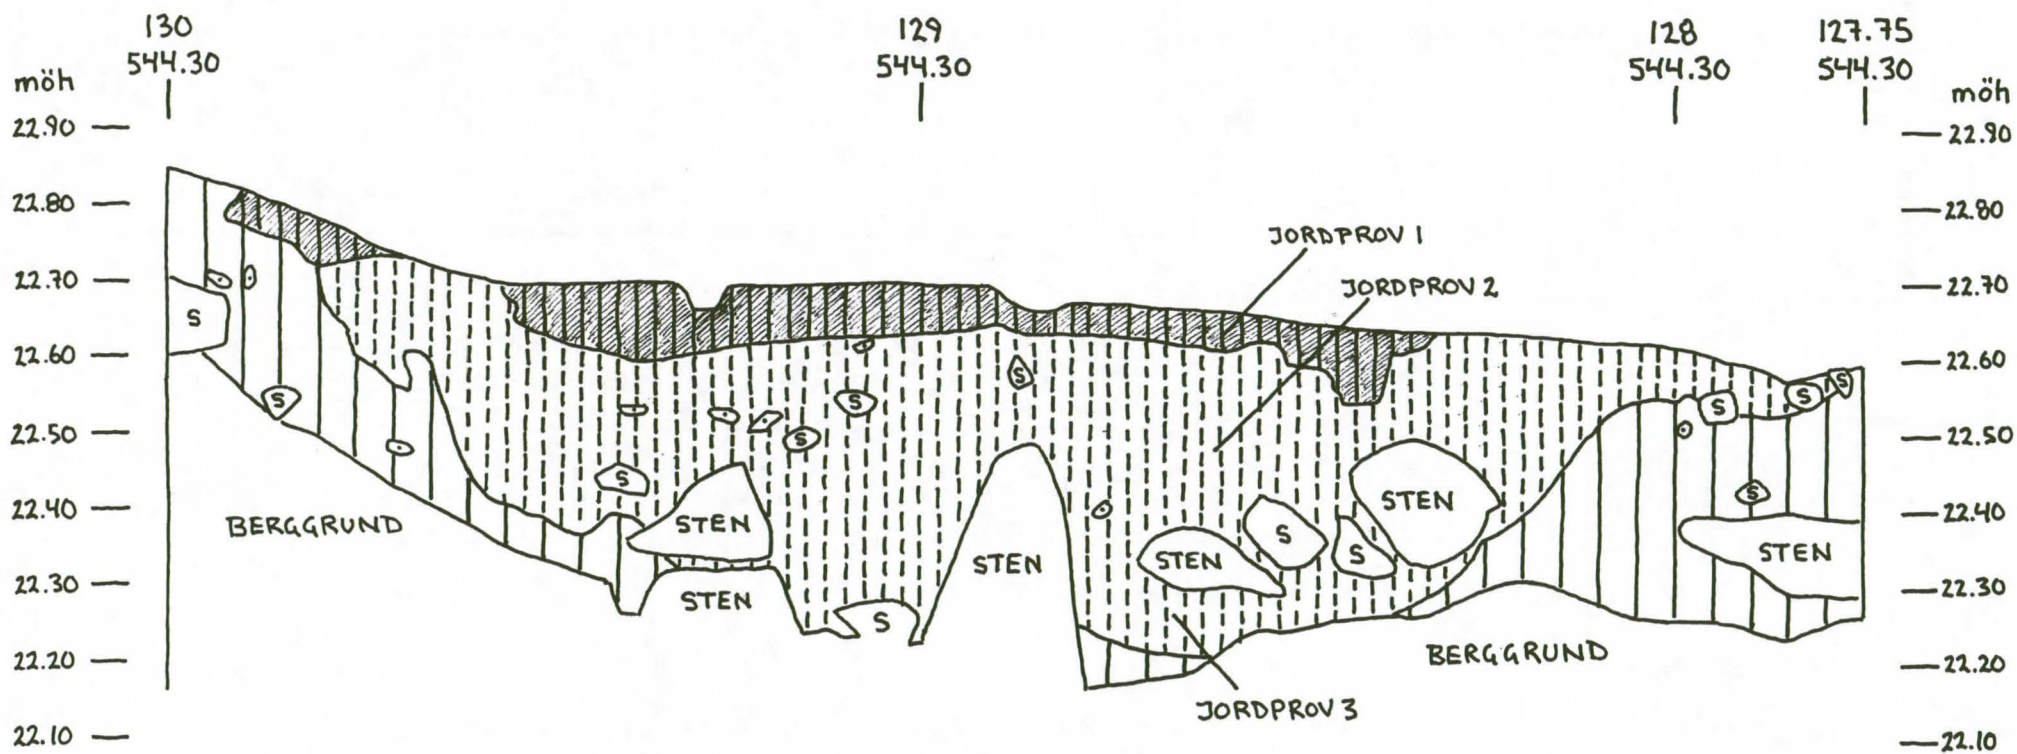 130
544.30
129
544.30
128
544.30
127.75
544.30
möh
möh
22.90
22.90
22.80
22.80
JORDPROV 1
22.70
JORDPROV 2
22.70
S
22.60
22.60
S
S
S
S
S
S
22.50
S
22.50
S
S
STEN
22.40
BERGGRUND
STEN
S
S
22.40
STEN
STEN
STEN
22.30
STEN
22.30
S
22.20
BERGGRUND
22.20
JORDPROV 3
22.10
22.10